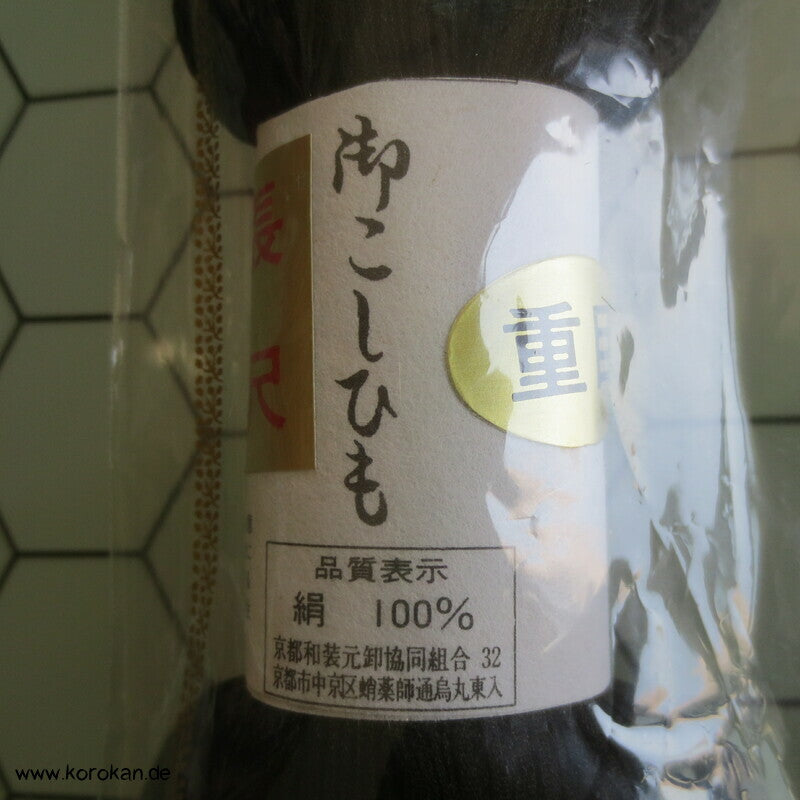 御こしひも
長
尺
重
品質表示
絹 100%
京都和装元卸協同組合 32
京都市中京区蛸薬師通烏丸東入
www.korokan.de